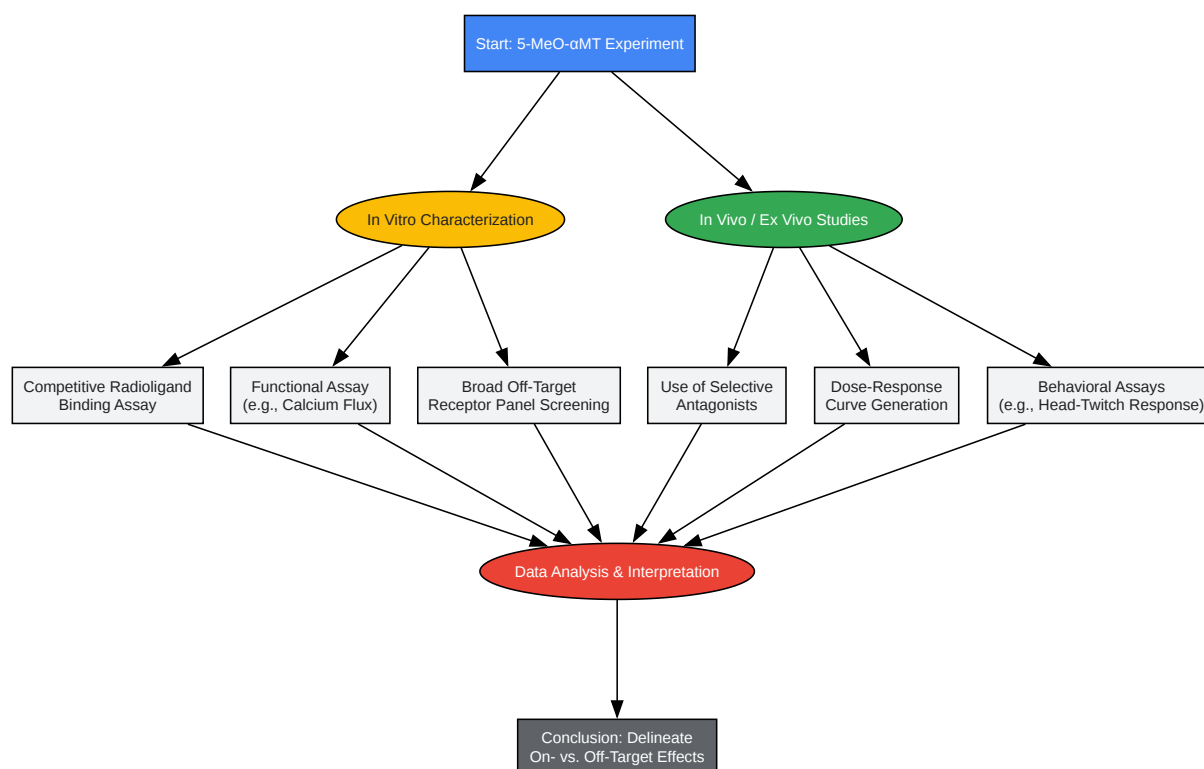 Start: 5-MeO-αMT Experiment
In Vitro Characterization
In Vivo / Ex Vivo Studies
Competitive Radioligand
Binding Assay
Functional Assay
(e.g., Calcium Flux)
Broad Off-Target
Receptor Panel Screening
Use of Selective
Antagonists
Dose-Response
Curve Generation
Behavioral Assays
(e.g., Head-Twitch Response)
Data Analysis & Interpretation
Conclusion: Delineate
On- vs. Off-Target Effects